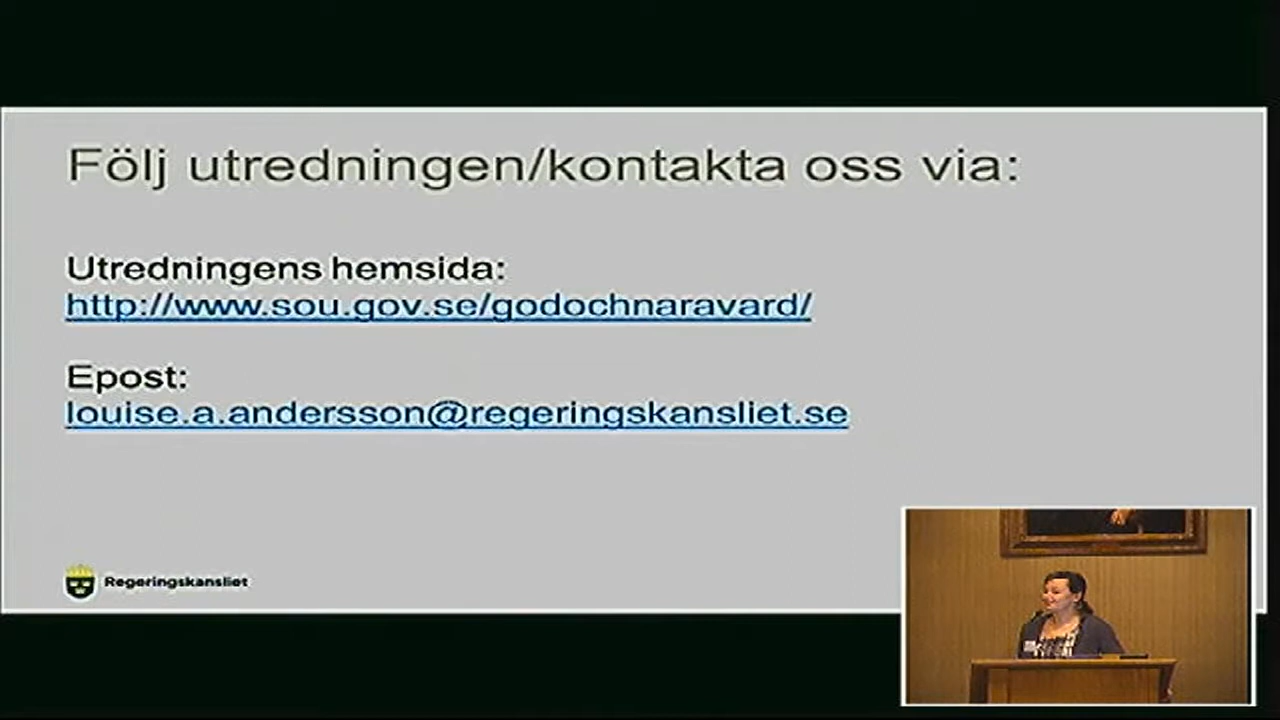 Följ utredningen/kontakta oss via:
Utredningens hemsida:
http://www.sou.gov.se/godochnaravard/
Epost:
louise.a.andersson@regeringskansliet.se
Regeringskansliet